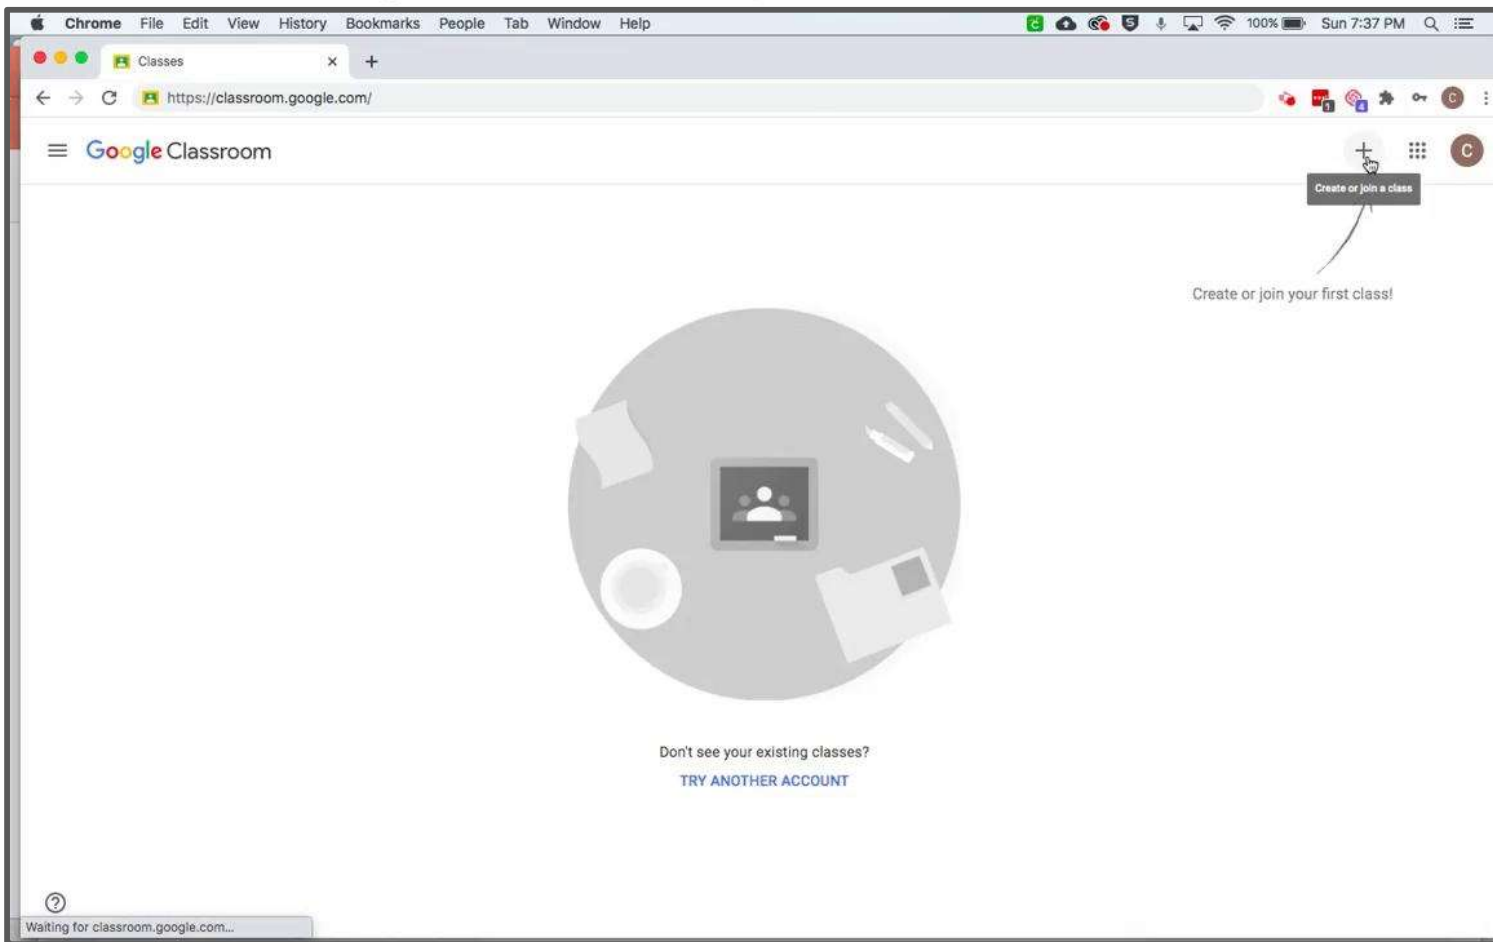 Chrome File Edit View History Bookmarks People Tab Window Help 100% Sun 7:37 PM
Classes
https://classroom.google.com/
1 4 C
Google Classroom
C
Create or join a class
Create or join your first class!
Don't see your existing classes?
TRY ANOTHER ACCOUNT
Waiting for classroom.google.com...